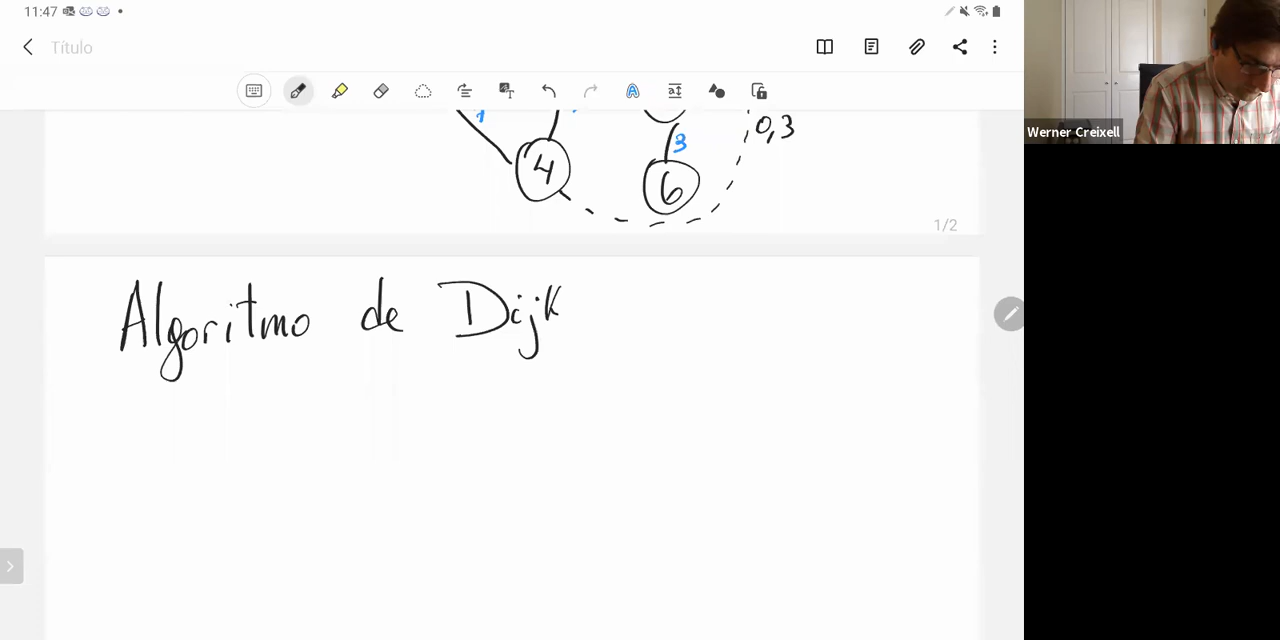 11:47
Título
1
0,3
3
4
6
1/2
Algoritmo de Dijk
Werner Creixell